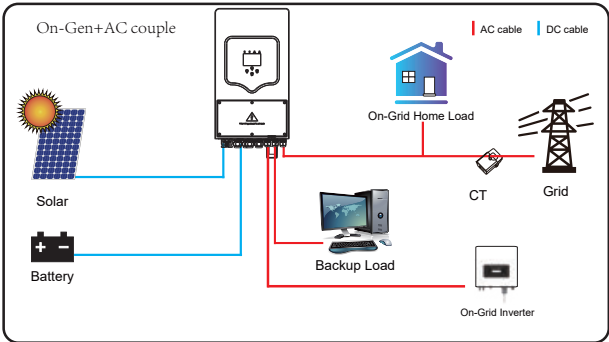 On-Gen+AC couple
AC cable
DC cable
On-Grid Home Load
CT
Grid
Solar
Battery
Backup Load
On-Grid Inverter